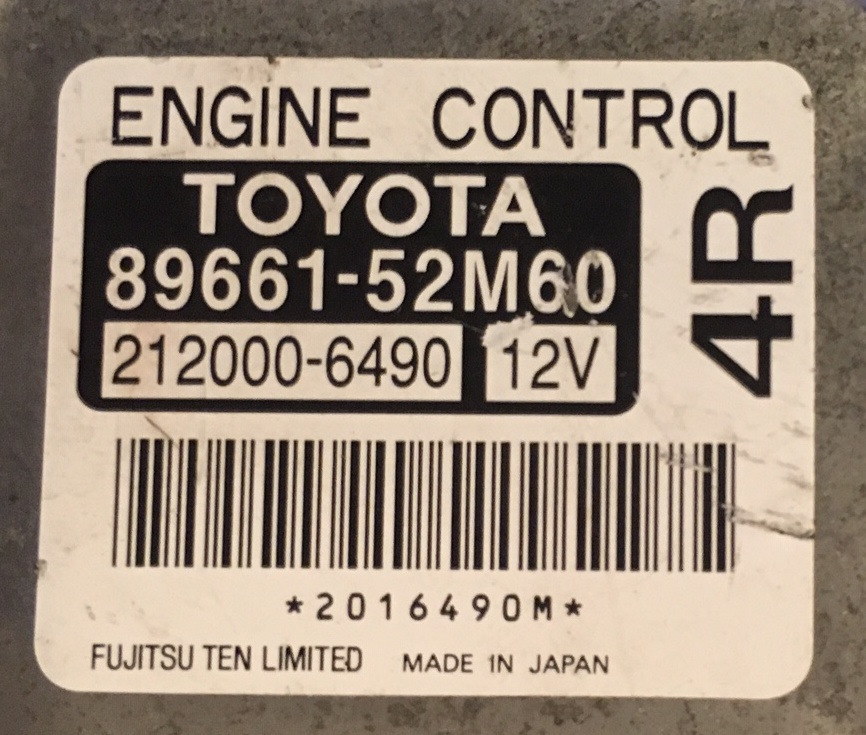 ENGINE CONTROL
TOYOTA
89661-52M60
212000-6490 12V
4R
*2016490M*
FUJITSU TEN LIMITED MADE IN JAPAN